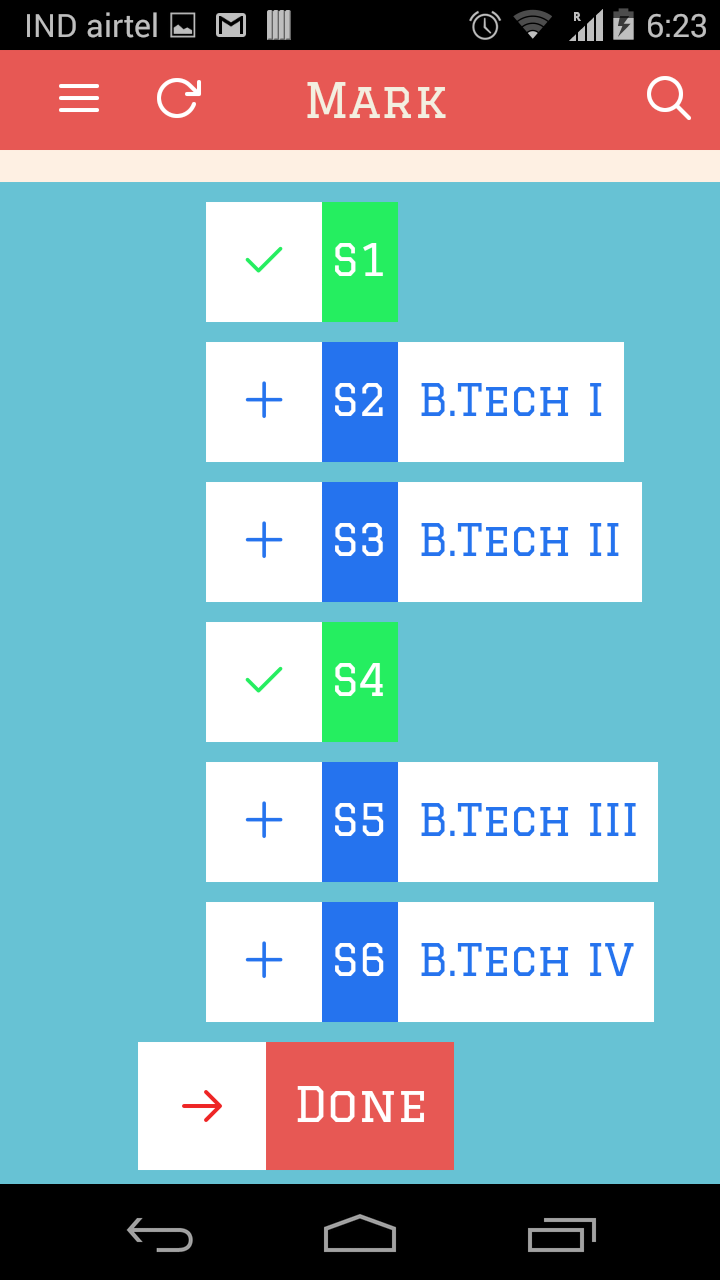 IND airtel R 6:23
Mark
S1
S2 B.Tech I
S3 B.Tech II
S4
S5 B.Tech III
S6 B.Tech IV
Done